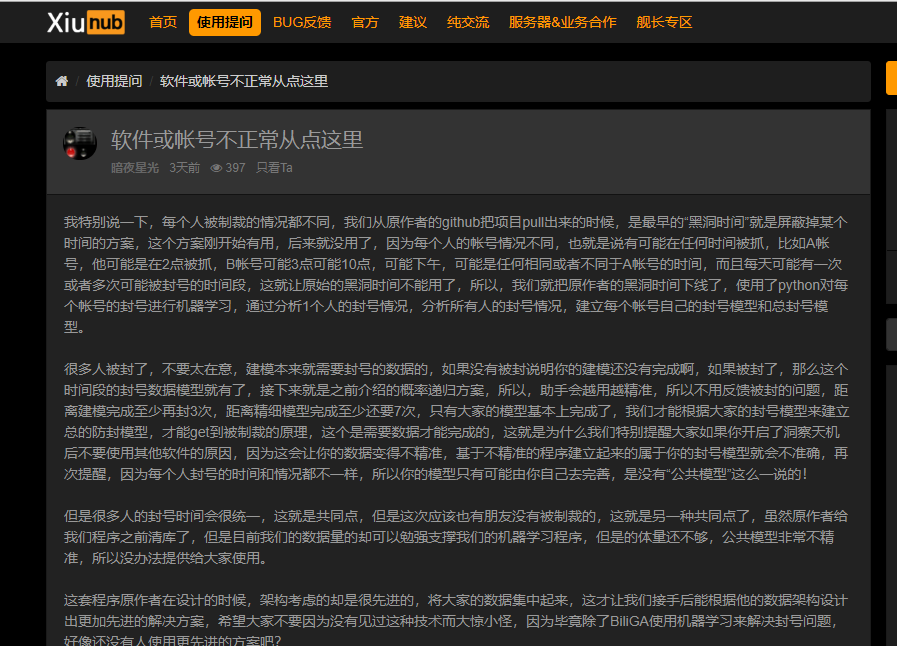 Xiu nub 首页 使用提问 BUG反馈 官方 建议 纯交流 服务器&业务合作 舰长专区
/ 使用提问 / 软件或帐号不正常从点这里
软件或帐号不正常从点这里
暗夜星光 3天前 397 只看Ta
我特别说一下，每个人被制裁的情况都不同，我们从原作者的github把项目pull出来的时候，是最早的“黑洞时间”就是屏蔽掉某个
时间的方案，这个方案刚开始有用，后来就没用了，因为每个人的帐号情况不同，也就是说有可能在任何时间被抓，比如A帐
号，他可能是在2点被抓，B帐号可能3点可能10点，可能下午，可能是任何相同或者不同于A帐号的时间，而且每天可能有一次
或者多次可能被封号的时间段，这就让原始的黑洞时间不能用了，所以，我们就把原作者的黑洞时间下线了，使用了python对每
个帐号的封号进行机器学习，通过分析1个人的封号情况，分析所有人的封号情况，建立每个帐号自己的封号模型和总封号模
型。
很多人被封了，不要太在意，建模本来就需要封号的数据的，如果没有被封说明你的建模还没有完成啊，如果被封了，那么这个
时间段的封号数据模型就有了，接下来就是之前介绍的概率递归方案，所以，助手会越用越精准，所以不用反馈被封的问题，距
离建模完成至少再封3次，距离精细模型完成至少还要7次，只有大家的模型基本上完成了，我们才能根据大家的封号模型来建立
总的防封模型，才能get到被制裁的原理，这个是需要数据才能完成的，这就是为什么我们特别提醒大家如果你开启了洞察天机
后不要使用其他软件的原因，因为这会让你的数据变得不精准，基于不精准的程序建立起来的属于你的封号模型就会不准确，再
次提醒，因为每个人封号的时间和情况都不一样，所以你的模型只有可能由你自己去完善，是没有“公共模型”这么一说的！
但是很多人的封号时间会很统一，这就是共同点，但是这次应该也有朋友没有被制裁的，这就是另一种共同点了，虽然原作者给
我们程序之前清库了，但是目前我们的数据量的却可以勉强支撑我们的机器学习程序，但是的体量还不够，公共模型非常不精
准，所以没办法提供给大家使用。
这套程序原作者在设计的时候，架构考虑的却是很先进的，将大家的数据集中起来，这才让我们接手后能根据他的数据架构设计
出更加先进的解决方案，希望大家不要因为没有见过这种技术而大惊小怪，因为毕竟除了BiliGA使用机器学习来解决封号问题，
好像还没有人使用更先进的方案吧？